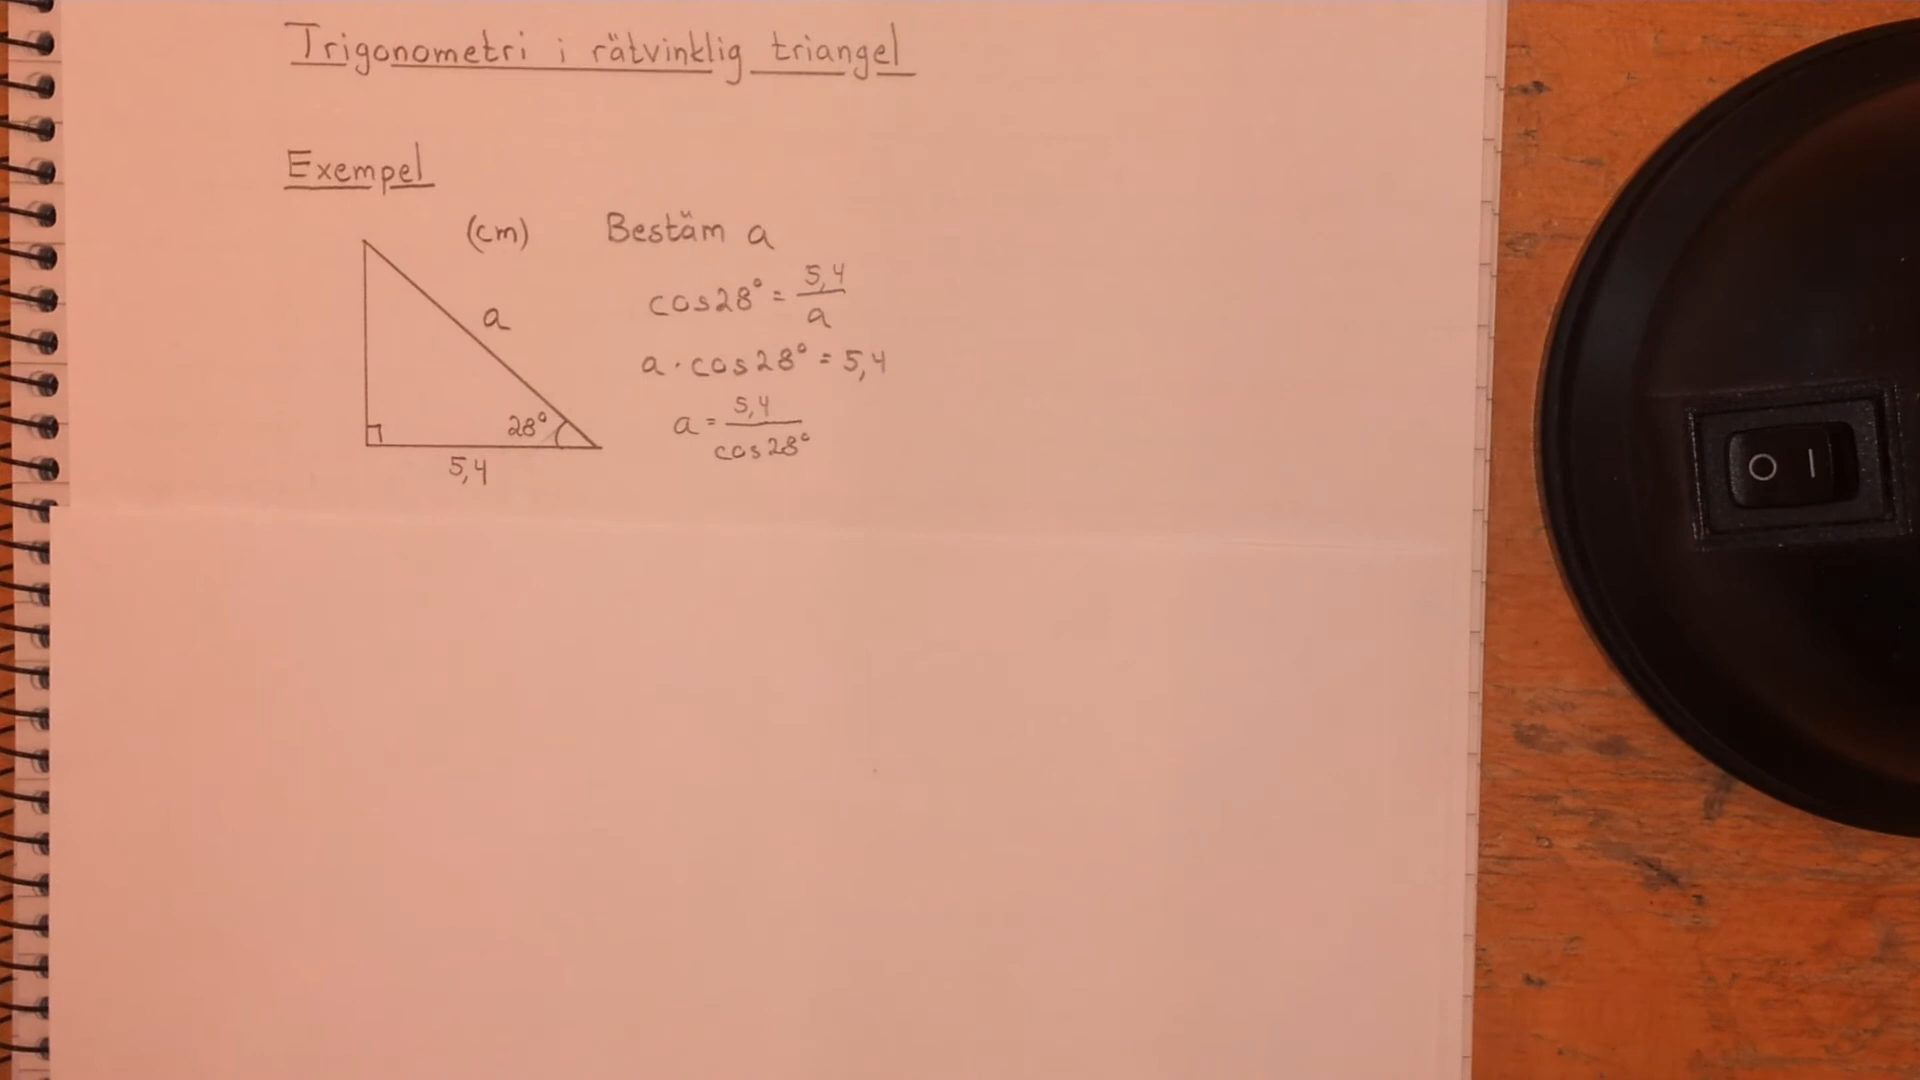 Trigonometri i rätvinklig triangel
Exempel
(cm)
Bestäm a
a
28°
5,4
cos28° = 5,4/a
a · cos28° = 5,4
a = 5,4/cos28°
O I